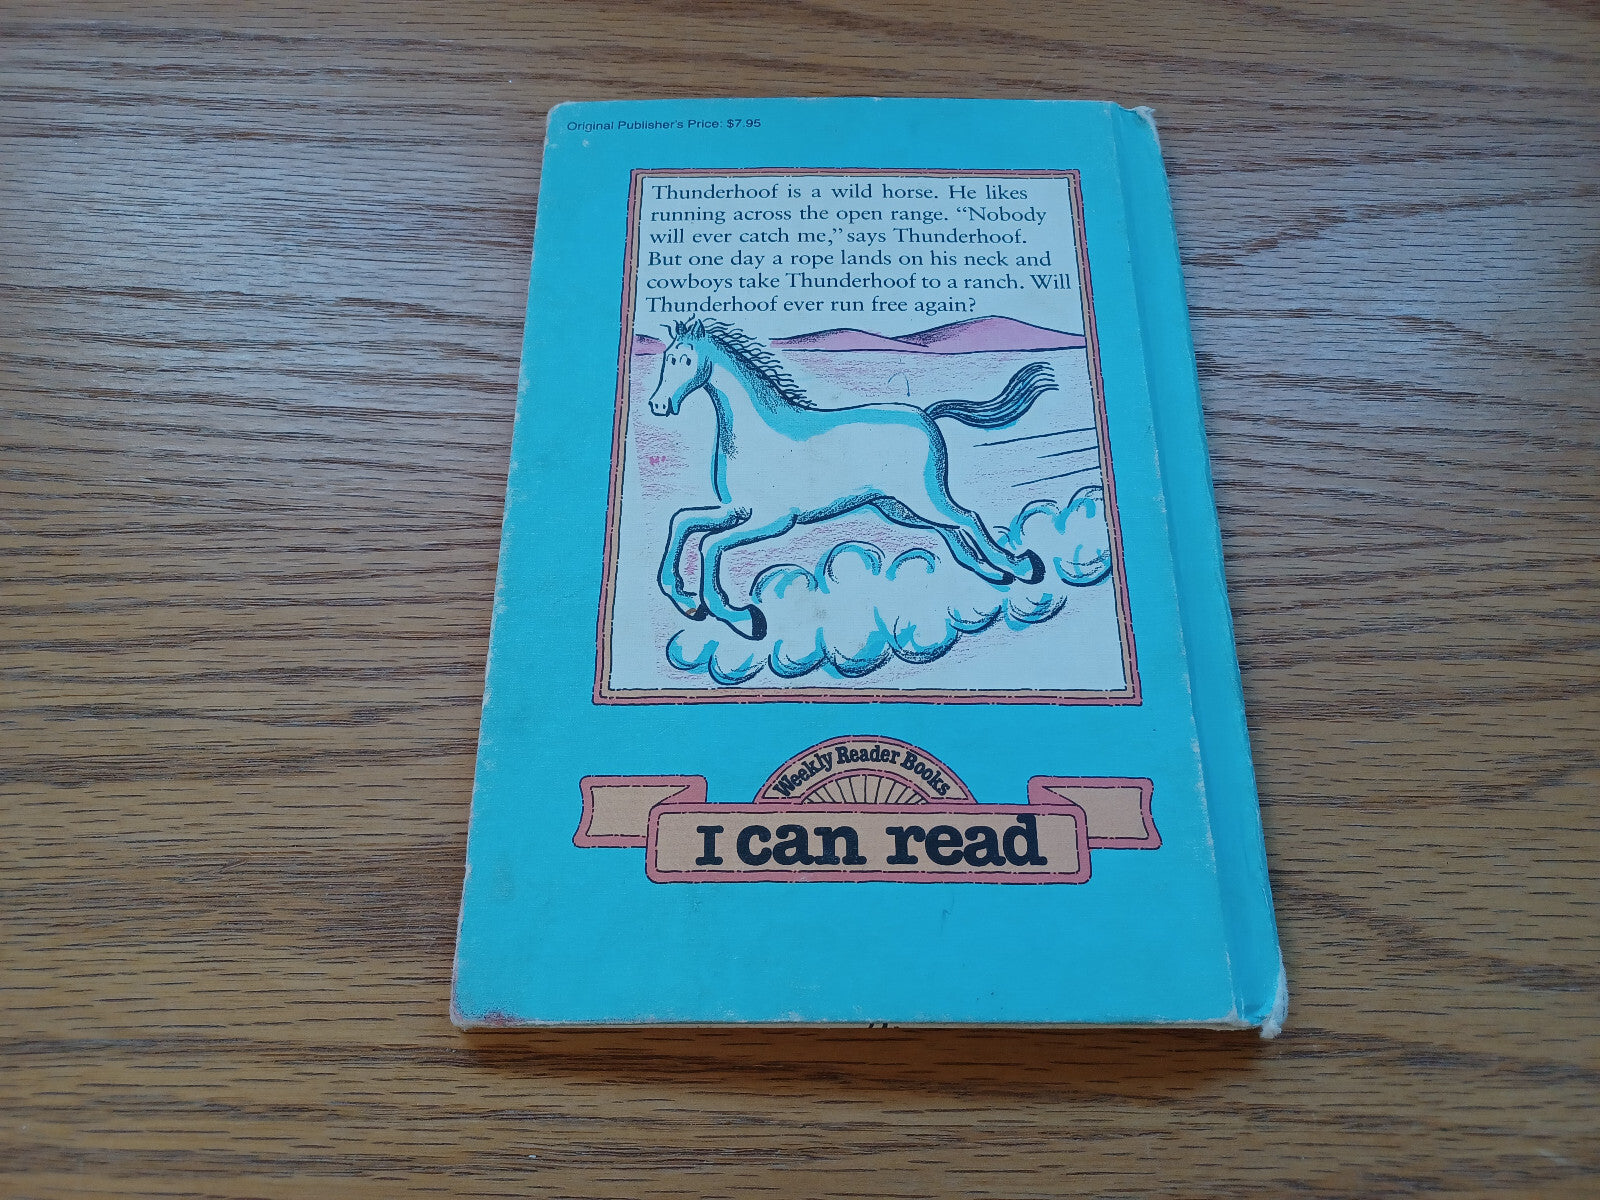 Original Publisher's Price: $7.95
Thunderhoof is a wild horse. He likes
running across the open range. “Nobody
will ever catch me,” says Thunderhoof.
But one day a rope lands on his neck and
cowboys take Thunderhoof to a ranch. Will
Thunderhoof ever run free again?
Weekly Reader Books
I can read